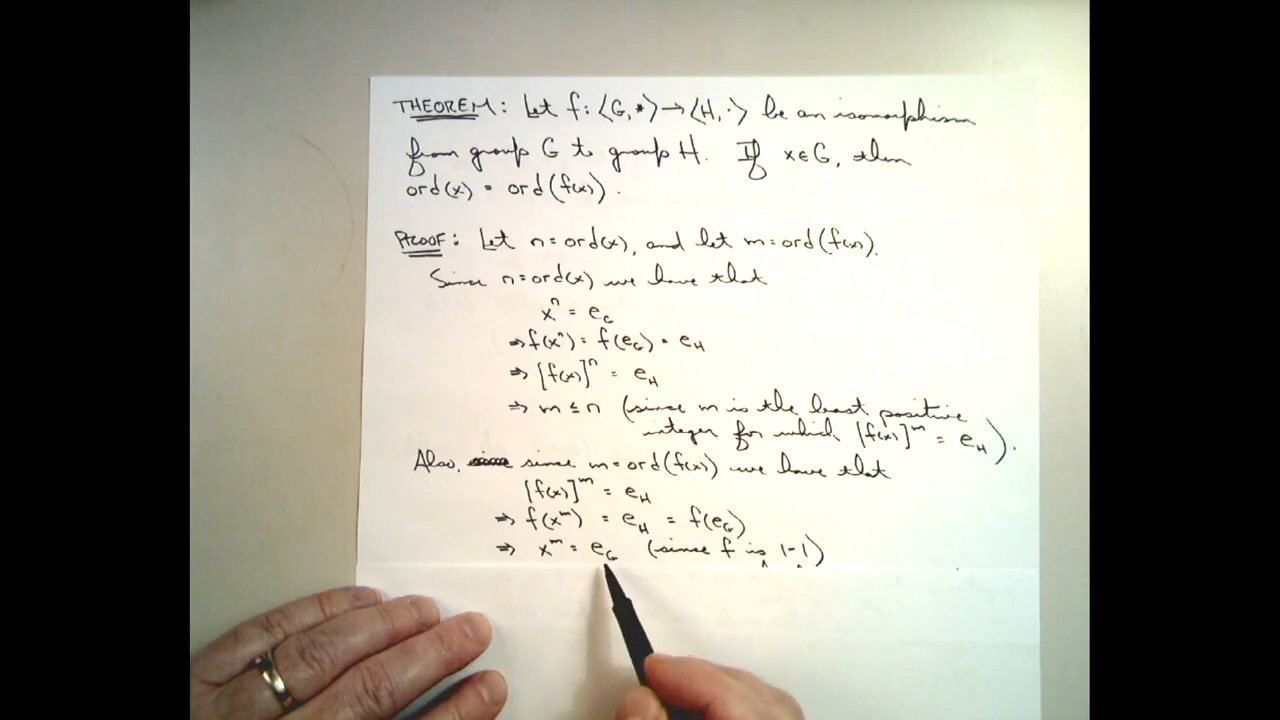 THEOREM: Let f: ⟨G,*⟩→⟨H,·⟩ be an isomorphism
from group G to group H. If x∈G, then
ord(x) = ord(f(x)).
PROOF: Let n=ord(x), and let m=ord(f(x)).
Since n=ord(x) we have that
xⁿ = e_G
⇒ f(xⁿ) = f(e_G) = e_H
⇒ [f(x)]ⁿ = e_H
⇒ m ≤ n (since m is the least positive
integer for which [f(x)]ᵐ = e_H).
Also, since m=ord(f(x)) we have that
[f(x)]ᵐ = e_H
⇒ f(xᵐ) = e_H = f(e_G)
⇒ xᵐ = e_G (since f is 1-1)